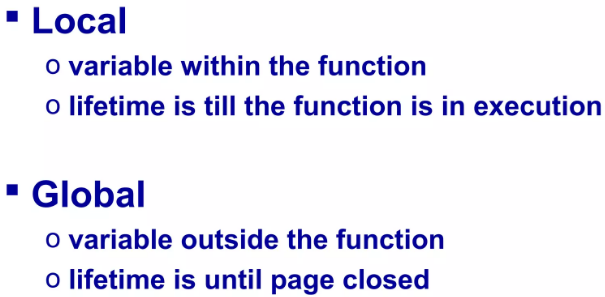 ▪ Local
o variable within the function
o lifetime is till the function is in execution
▪ Global
o variable outside the function
o lifetime is until page closed